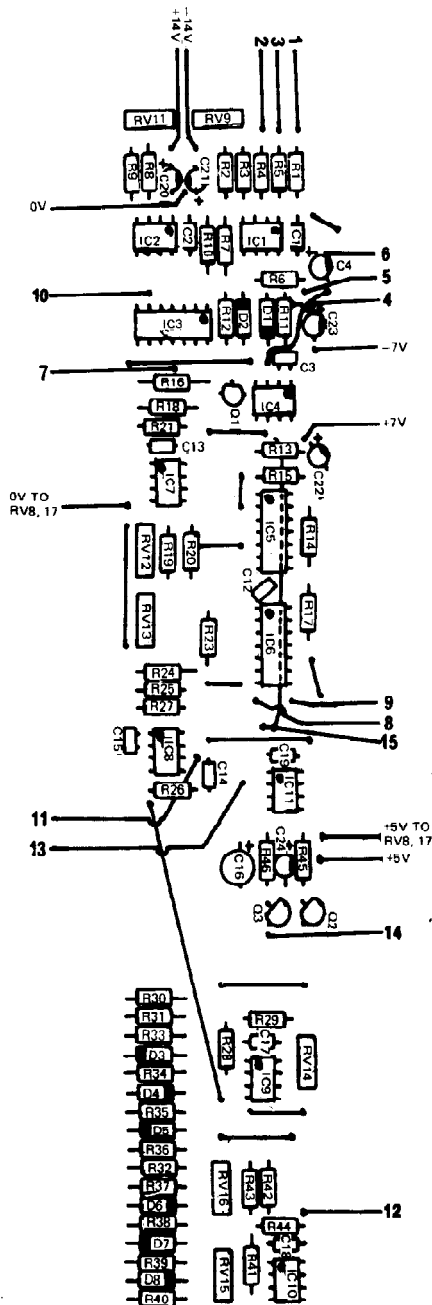 +14V -14V 2 3 1
RV11 RV9
R9 R8 C20 C21 R2 R3 R4 R5 R1
0V
IC2 C2 R10 R7 IC1 C1
6
C4
R6 5
10 4
IC3 R12 D2 D1 R11 C23
-7V
C3
7
R16
Q1 IC4
R18
R21 +7V
C13 R13
IC7 R15 C22
0V TO
RV8, 17
IC5 R14
RV12 R19 R20
C12
RV13 R17
R23 IC6
R24
R25 9
R27 8
15
C15 IC8 C19
C14
R26 IC11
11
+5V TO
RV8, 17
13 C24
C16 R46 R45 +5V
Q3 Q2
14
R30
R31 R29
R33 R28 C17 RV14
D3
R34 IC9
D4
R35
D5
R36
R32
R37 RV16 R43 R42
D6
R38 12
R44
D7 C18
R39 RV15 R41 IC10
D8
R40